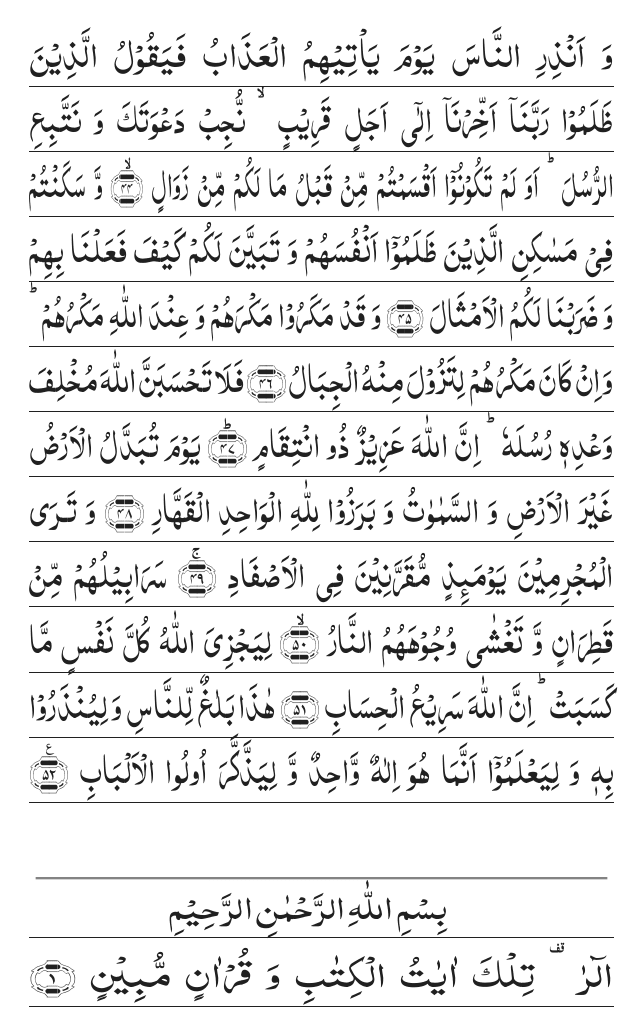 وَ اَنْذِرِ النَّاسَ يَوْمَ يَاْتِيْهِمُ الْعَذَابُ فَيَقُوْلُ الَّذِيْنَ
ظَلَمُوْا رَبَّنَاۤ اَخِّرْنَاۤ اِلٰۤى اَجَلٍ قَرِيْبٍ ۙ نُّجِبْ دَعْوَتَكَ وَ نَتَّبِعِ
الرُّسُلَ ؕ اَوَ لَمْ تَكُوْنُوْۤا اَقْسَمْتُمْ مِّنْ قَبْلُ مَا لَكُمْ مِّنْ زَوَالٍ ۙ﴿۴۴﴾ وَّ سَكَنْتُمْ
فِيْ مَسٰكِنِ الَّذِيْنَ ظَلَمُوْۤا اَنْفُسَهُمْ وَ تَبَيَّنَ لَكُمْ كَيْفَ فَعَلْنَا بِهِمْ
وَ ضَرَبْنَا لَكُمُ الْاَمْثَالَ ﴿۴۵﴾ وَ قَدْ مَكَرُوْا مَكْرَهُمْ وَ عِنْدَ اللّٰهِ مَكْرُهُمْ ؕ
وَ اِنْ كَانَ مَكْرُهُمْ لِتَزُوْلَ مِنْهُ الْجِبَالُ ﴿۴۶﴾ فَلَا تَحْسَبَنَّ اللّٰهَ مُخْلِفَ
وَعْدِهٖ رُسُلَهٗ ؕ اِنَّ اللّٰهَ عَزِيْزٌ ذُو انْتِقَامٍ ؕ﴿۴۷﴾ يَوْمَ تُبَدَّلُ الْاَرْضُ
غَيْرَ الْاَرْضِ وَ السَّمٰوٰتُ وَ بَرَزُوْا لِلّٰهِ الْوَاحِدِ الْقَهَّارِ ﴿۴۸﴾ وَ تَرَى
الْمُجْرِمِيْنَ يَوْمَىِٕذٍ مُّقَرَّنِيْنَ فِي الْاَصْفَادِ ۚ﴿۴۹﴾ سَرَابِيْلُهُمْ مِّنْ
قَطِرَانٍ وَّ تَغْشٰى وُجُوْهَهُمُ النَّارُ ۙ﴿۵۰﴾ لِيَجْزِيَ اللّٰهُ كُلَّ نَفْسٍ مَّا
كَسَبَتْ ؕ اِنَّ اللّٰهَ سَرِيْعُ الْحِسَابِ ﴿۵۱﴾ هٰذَا بَلٰغٌ لِّلنَّاسِ وَ لِيُنْذَرُوْا
بِهٖ وَ لِيَعْلَمُوْۤا اَنَّمَا هُوَ اِلٰهٌ وَّاحِدٌ وَّ لِيَذَّكَّرَ اُولُوا الْاَلْبَابِ ﴿۵۲﴾ ع
بِسْمِ اللّٰهِ الرَّحْمٰنِ الرَّحِيْمِ
الٓرٰ قف تِلْكَ اٰيٰتُ الْكِتٰبِ وَ قُرْاٰنٍ مُّبِيْنٍ ﴿۱﴾